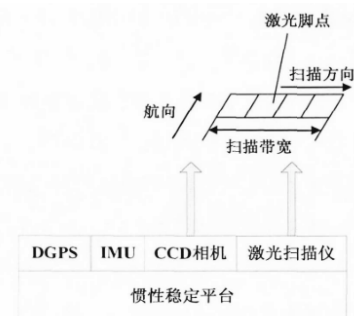 激光脚点
扫描方向
航向
扫描带宽
DGPS IMU CCD相机 激光扫描仪
惯性稳定平台